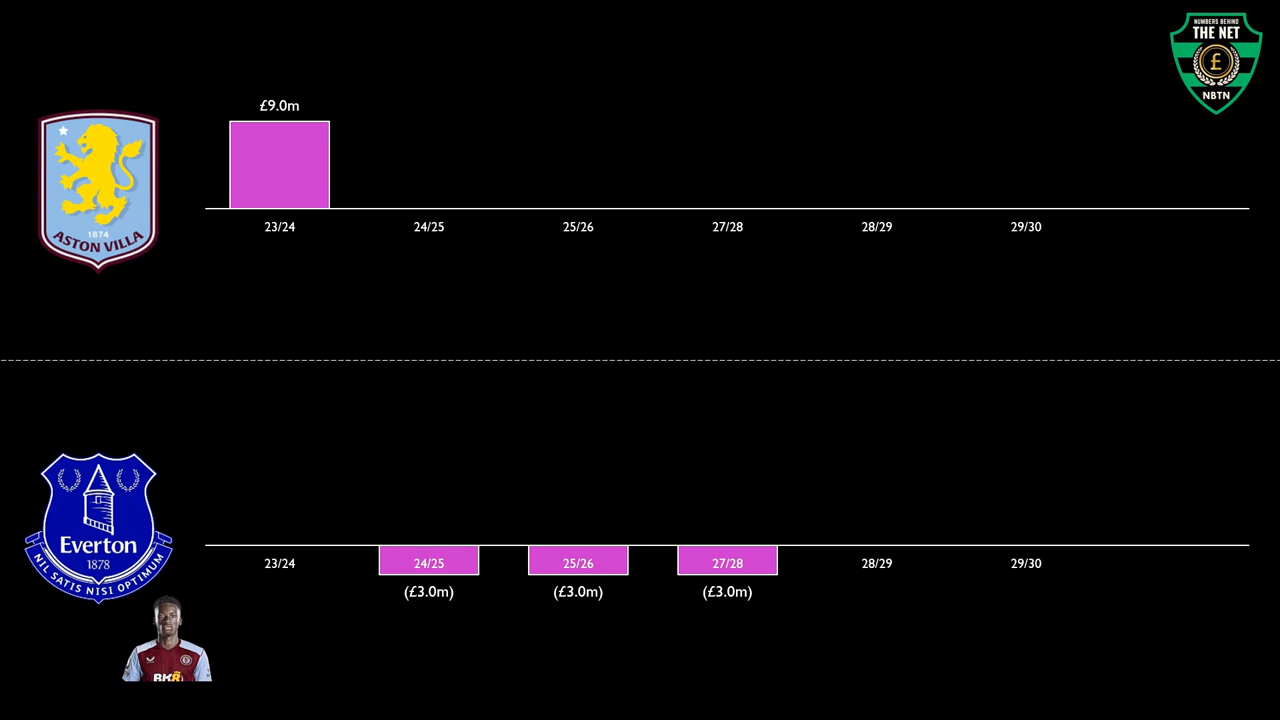 NUMBERS BEHIND
THE NET
£
NBTN
£9.0m
23/24 24/25 25/26 27/28 28/29 29/30
1874
ASTON VILLA
Everton
1878
NIL SATIS NISI OPTIMUM
23/24 24/25 25/26 27/28 28/29 29/30
(£3.0m) (£3.0m) (£3.0m)
BK8